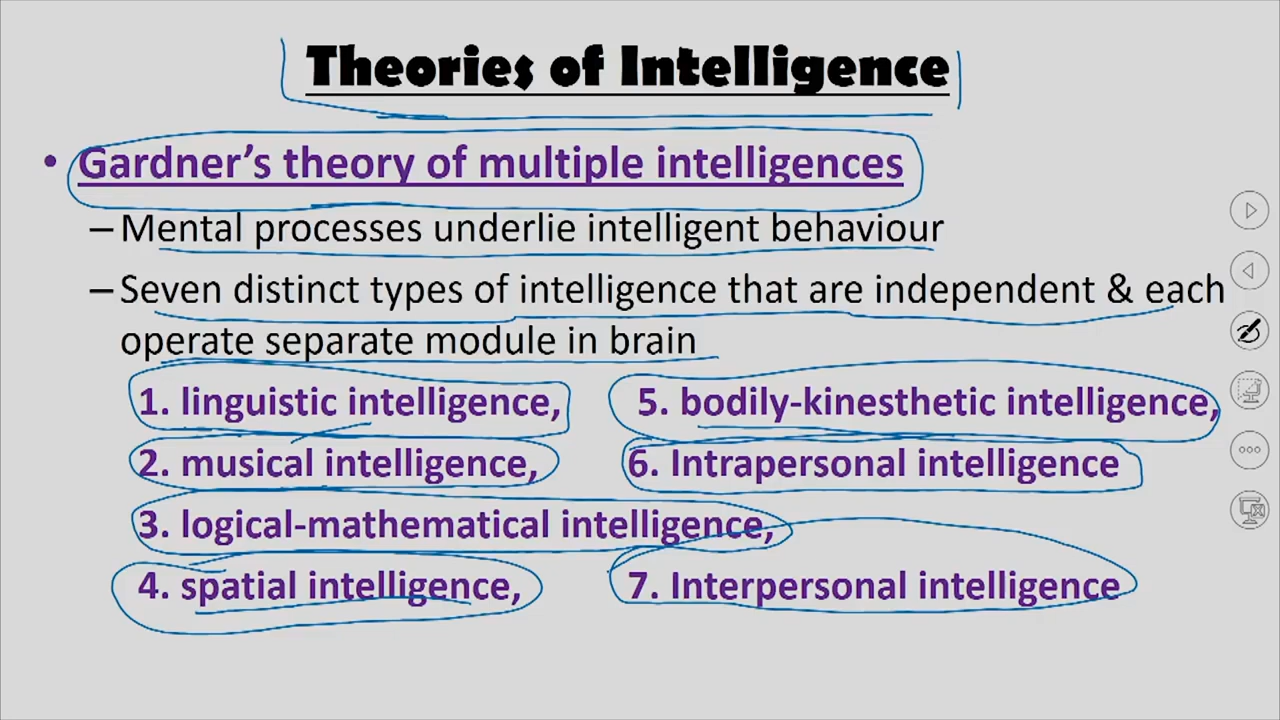 Theories of Intelligence
• Gardner's theory of multiple intelligences
– Mental processes underlie intelligent behaviour
– Seven distinct types of intelligence that are independent & each
operate separate module in brain
1. linguistic intelligence,
2. musical intelligence,
3. logical-mathematical intelligence,
4. spatial intelligence,
5. bodily-kinesthetic intelligence,
6. Intrapersonal intelligence
7. Interpersonal intelligence